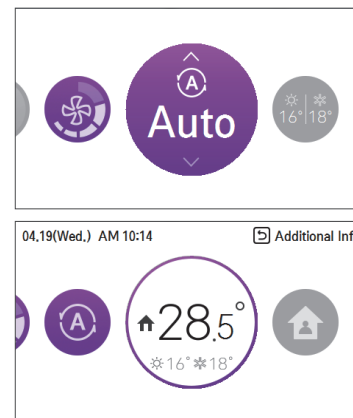 A
Auto
16° 18°
04.19(Wed.) AM 10:14
Additional Inf
A
28.5°
16° 18°